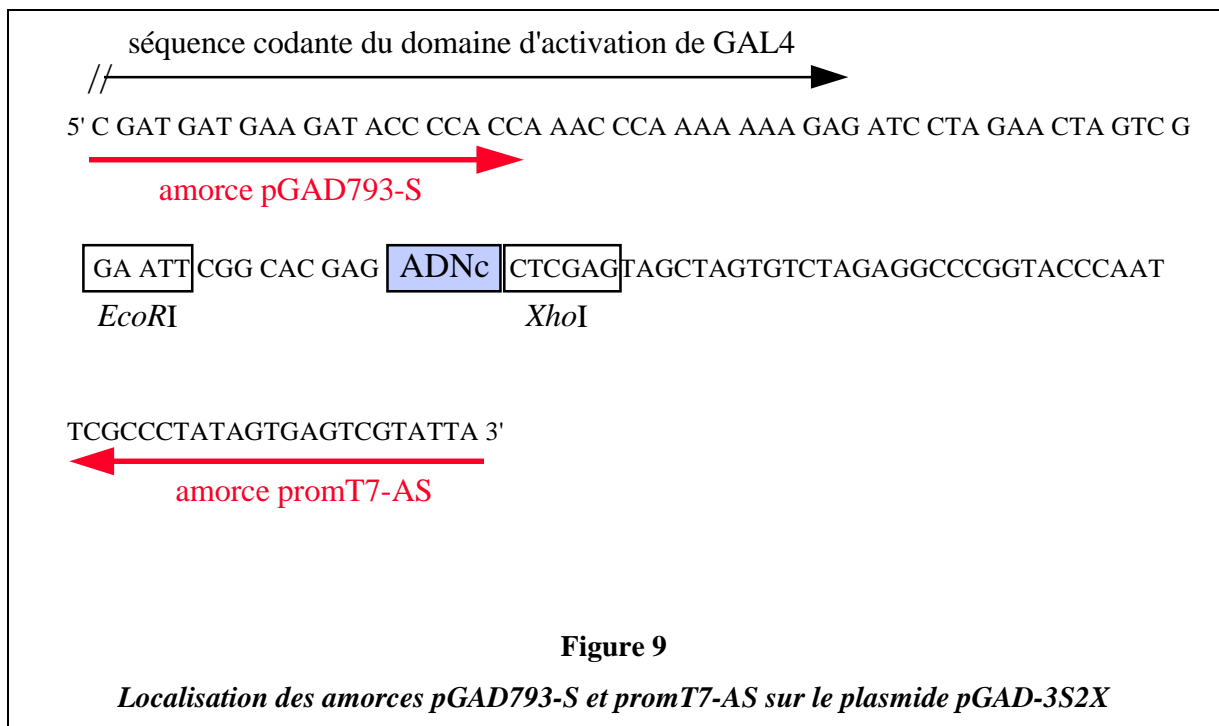 séquence codante du domaine d'activation de GAL4
//
5' C GAT GAT GAA GAT ACC CCA CCA AAC CCA AAA AAA GAG ATC CTA GAA CTA GTC G
amorce pGAD793-S
GA ATT CGG CAC GAG ADNc CTCGAGTAGCTAGTGTCTAGAGGCCCGGTACCCAAT
EcoRI XhoI
TCGCCCTATAGTGAGTCGTATTA 3'
amorce promT7-AS
Figure 9
Localisation des amorces pGAD793-S et promT7-AS sur le plasmide pGAD-3S2X